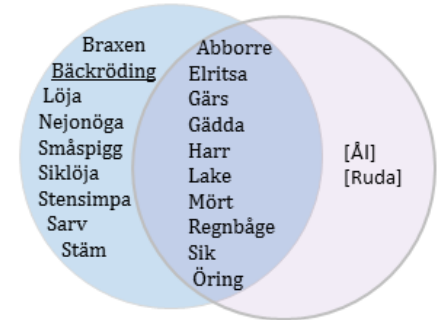 Braxen
Bäckröding
Löja
Nejonöga
Småspigg
Siklöja
Stensimpa
Sarv
Stäm
Abborre
Elritsa
Gärs
Gädda
Harr
Lake
Mört
Regnbåge
Sik
Öring
[Ål]
[Ruda]